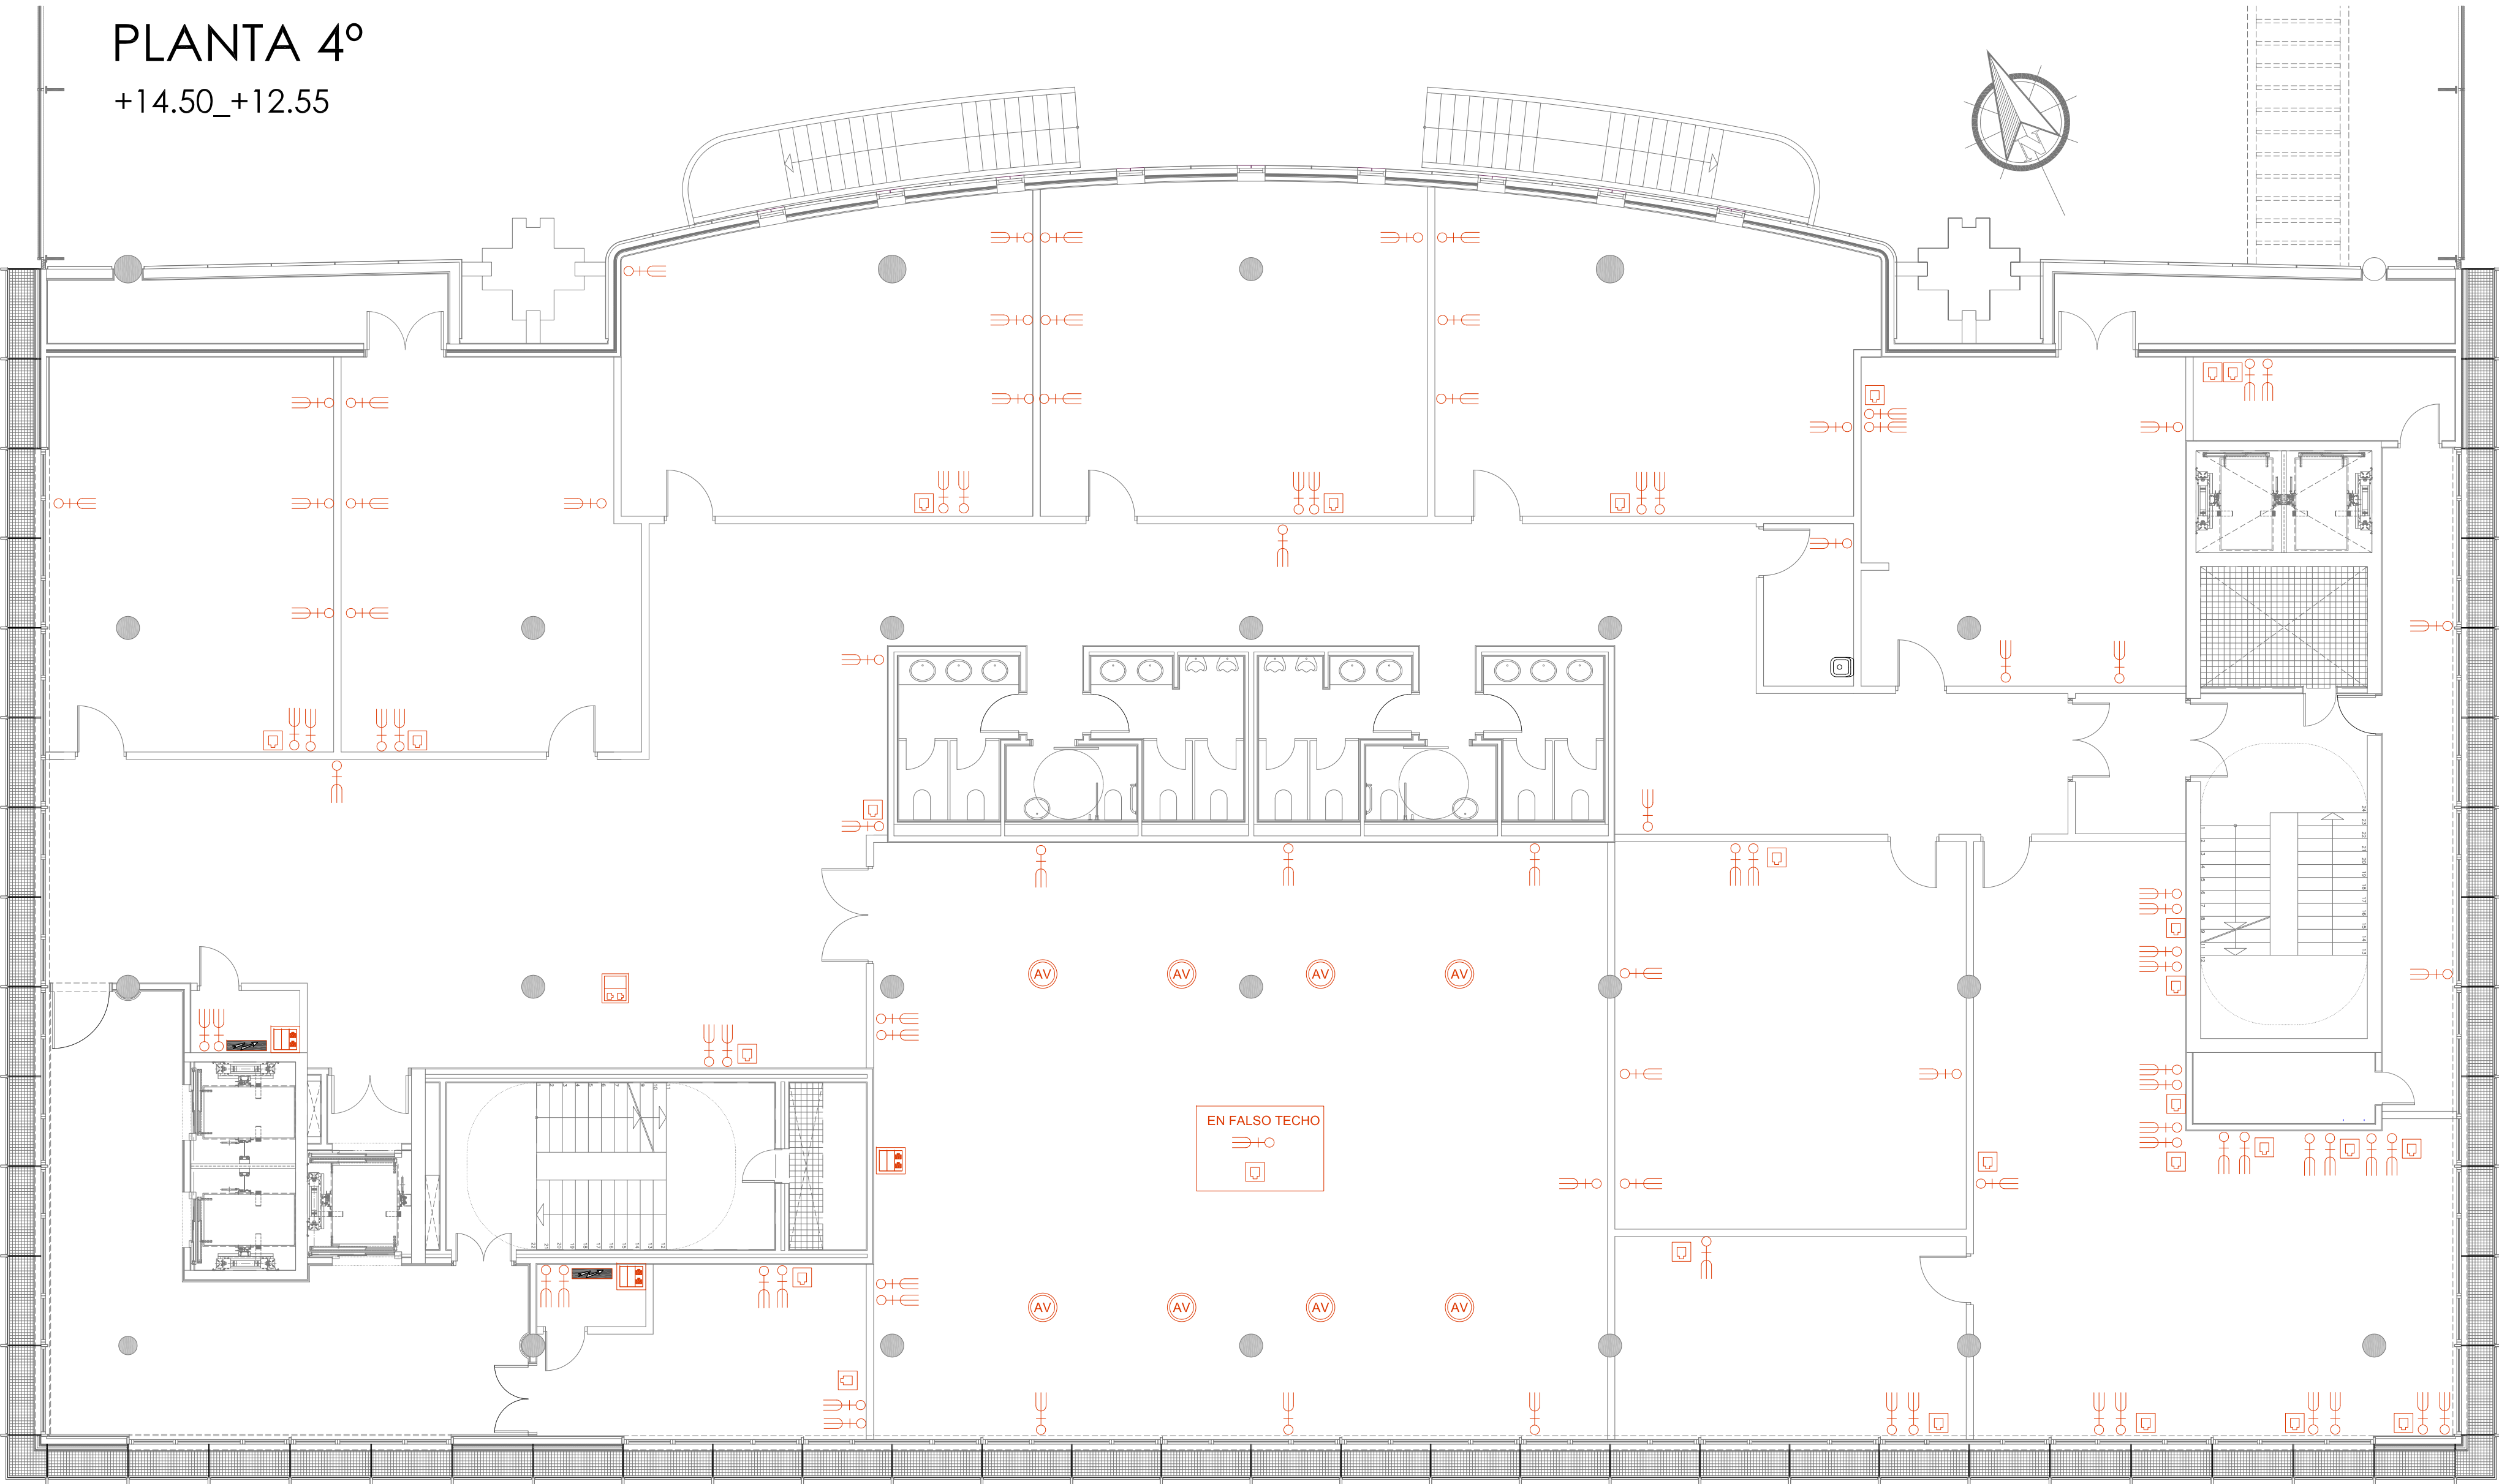 PLANTA 4º
+14.50_+12.55
N
AV AV AV AV
EN FALSO TECHO
AV AV AV AV